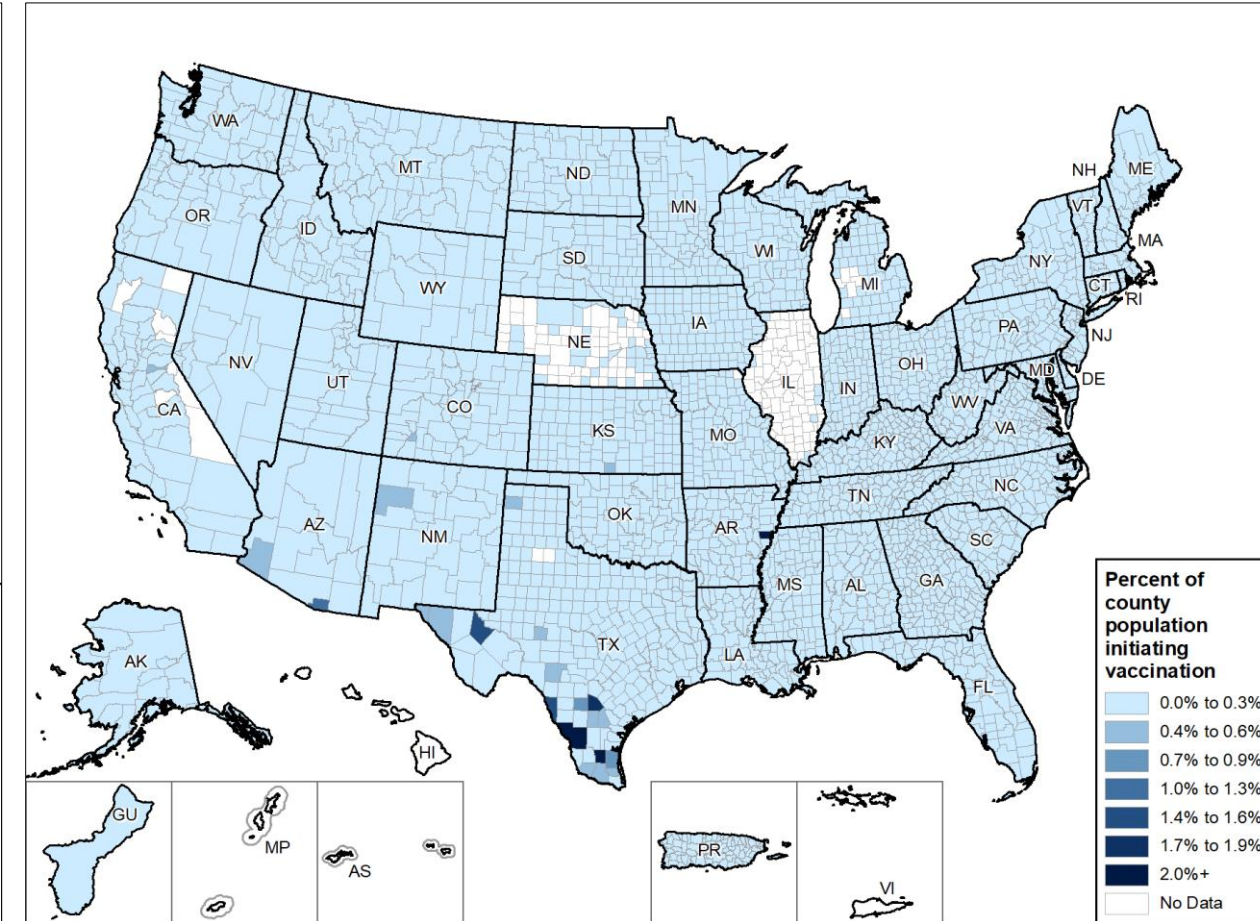 WA
MT
ND
MN
NH
ME
VT
OR
ID
SD
WI
MI
NY
MA
WY
CT
RI
IA
PA
NE
NJ
NV
UT
CO
CA
IL
IN
OH
MD
DE
WV
VA
KS
MO
KY
NC
TN
AZ
NM
OK
AR
SC
MS
AL
GA
TX
LA
FL
AK
HI
GU
MP
AS
PR
VI
Percent of
county
population
initiating
vaccination
0.0% to 0.3%
0.4% to 0.6%
0.7% to 0.9%
1.0% to 1.3%
1.4% to 1.6%
1.7% to 1.9%
2.0%+
No Data